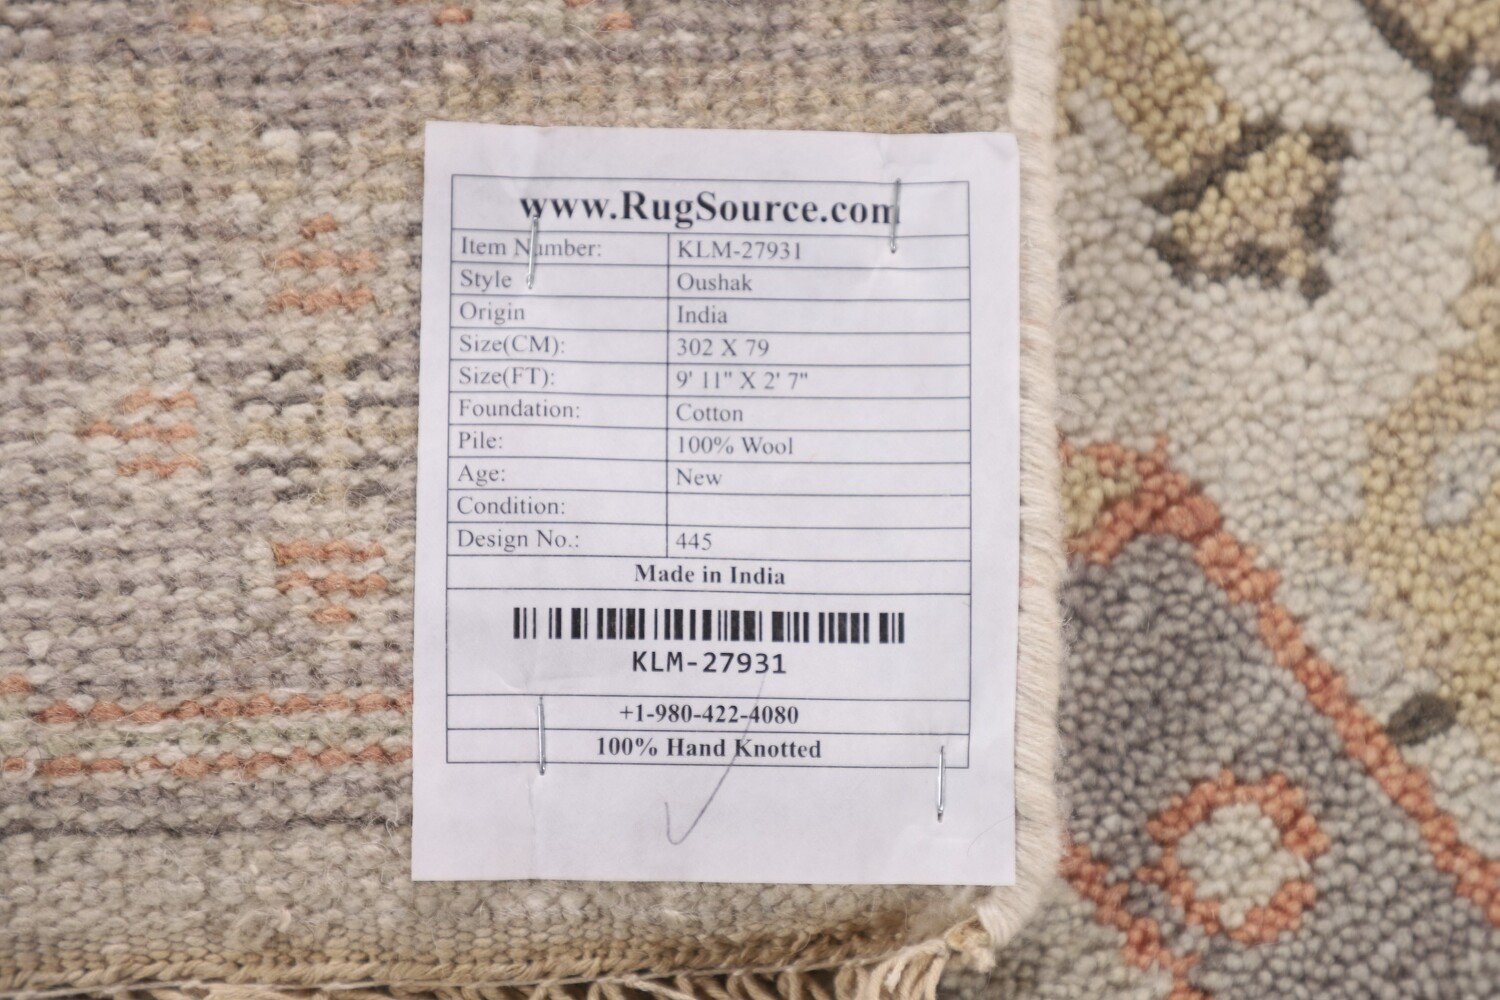 www.RugSource.com
Item Number: KLM-27931
Style Oushak
Origin India
Size(CM): 302 X 79
Size(FT): 9' 11" X 2' 7"
Foundation: Cotton
Pile: 100% Wool
Age: New
Condition:
Design No.: 445
Made in India
KLM-27931
+1-980-422-4080
100% Hand Knotted